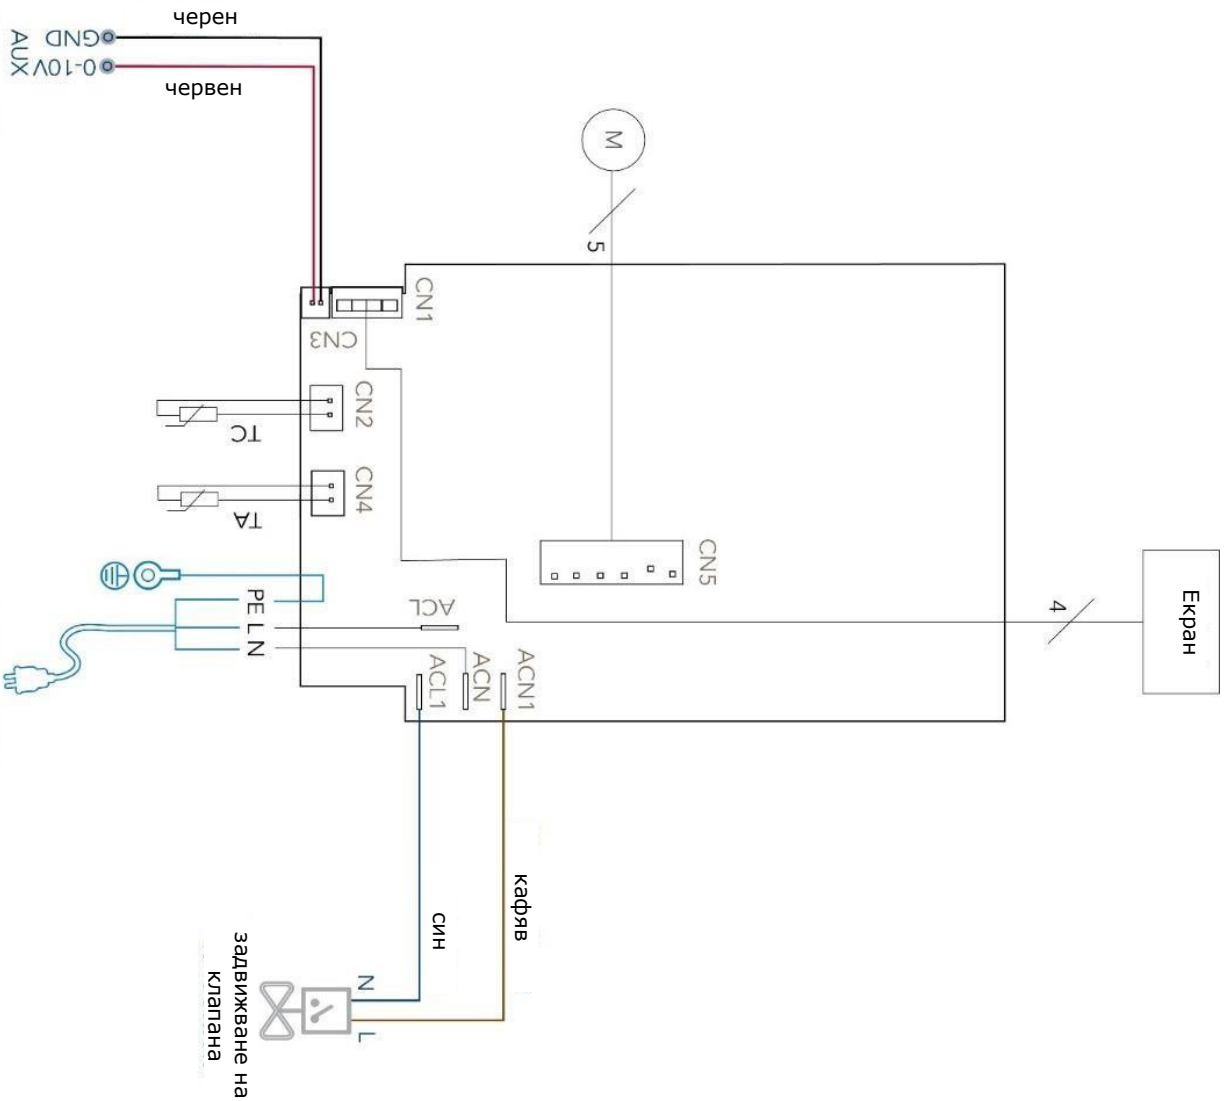 черен
GND
0-10V
AUX
червен
M
5
CN1
CN3
CN2
TC
CN4
TA
CN5
PE
L
N
ACL
ACL1
ACN
ACN1
4
Екран
кафяв
син
N
L
задвижване на
клапана